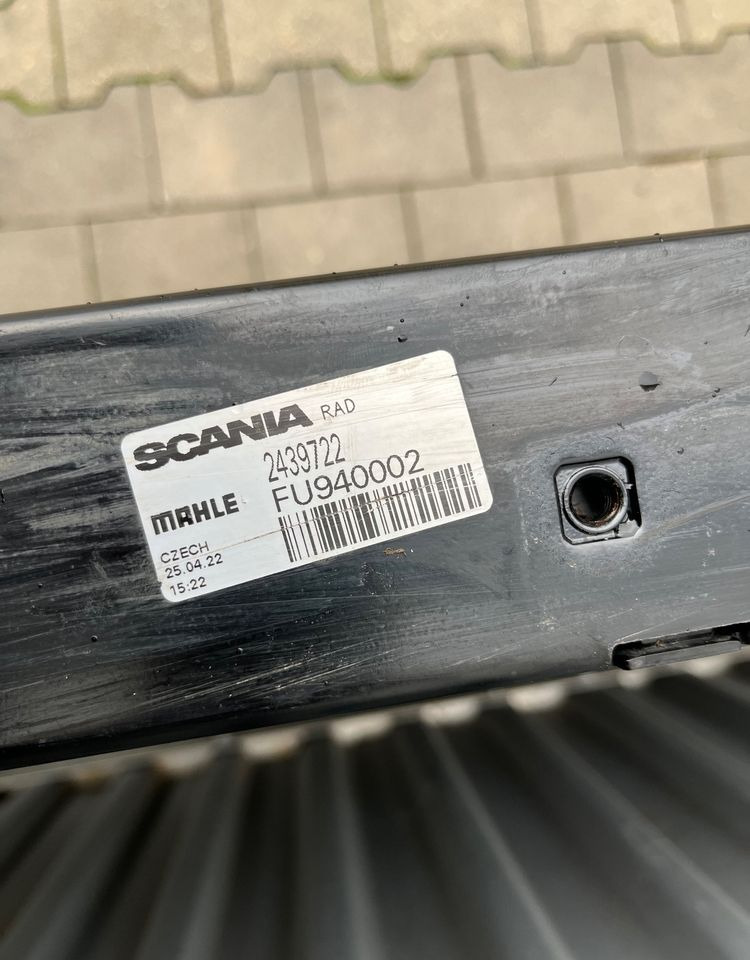 SCANIA RAD
2439722
MAHLE FU940002
CZECH
25.04.22
15:22